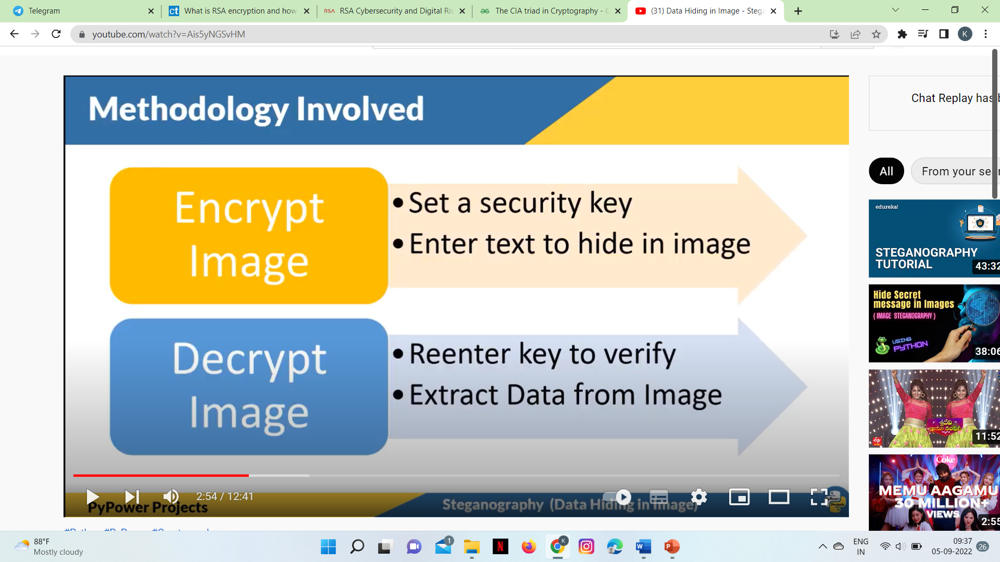 Telegram
What is RSA encryption and how
RSA
RSA Cybersecurity and Digital Ris
The CIA triad in Cryptography - G
(31) Data Hiding in Image - Steg
youtube.com/watch?v=Ais5yNGSvHM
K
Methodology Involved
Encrypt
Image
• Set a security key
• Enter text to hide in image
Decrypt
Image
• Reenter key to verify
• Extract Data from Image
2:54 / 12:41
PyPower Projects
Steganography (Data Hiding in Image)
Chat Replay has b
All
From your sear
edureka!
STEGANOGRAPHY
TUTORIAL
43:32
Hide Secret
message in Images
( IMAGE STEGANOGRAPHY )
USING
PYTHON
38:06
శ్రీదేవి
డ్రామా కంపెనీ
11:52
Coke
MEMU AAGAMU
30 MILLION+
VIEWS
2:55
88°F
Mostly cloudy
1
K
ENG
IN
09:37
05-09-2022
26